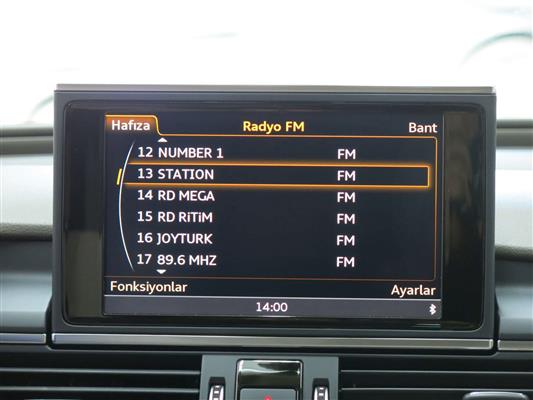 Hafıza Radyo FM Bant
12 NUMBER 1 FM
13 STATION FM
14 RD MEGA FM
15 RD RiTiM FM
16 JOYTURK FM
17 89.6 MHZ FM
Fonksiyonlar Ayarlar
14:00